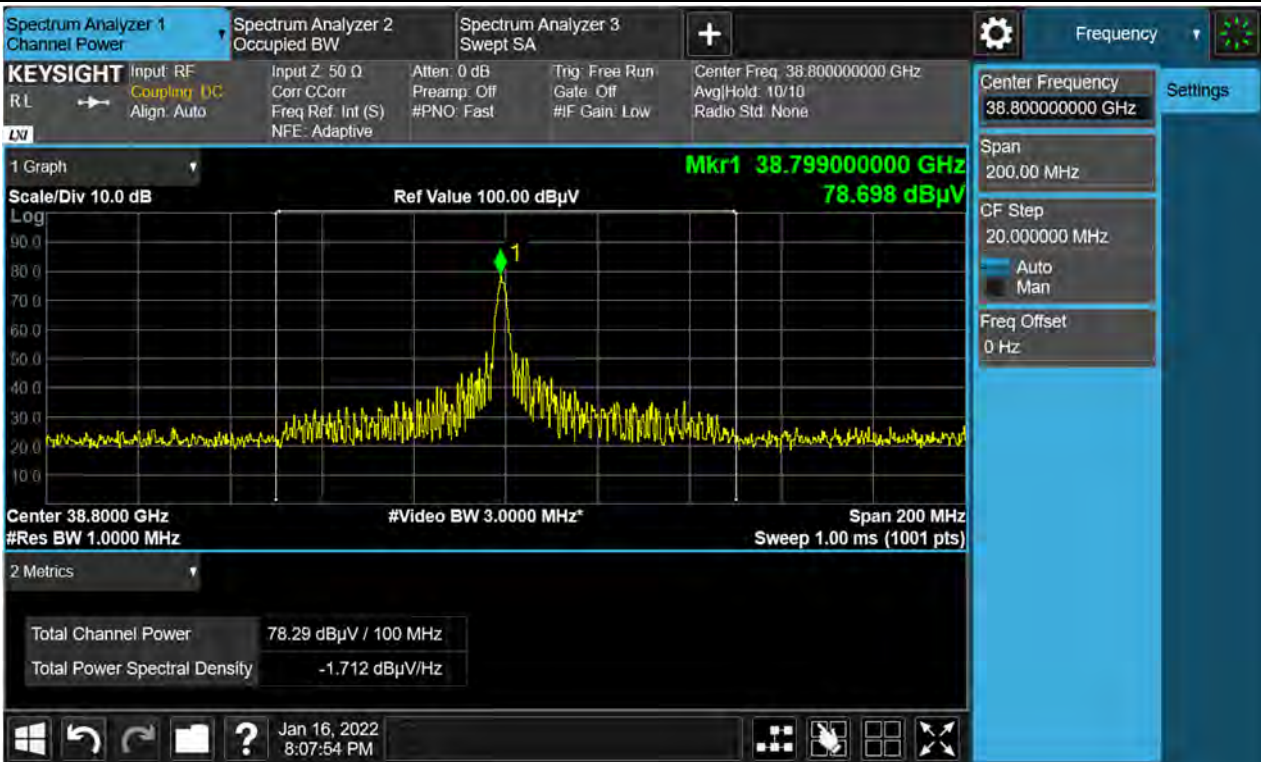 Spectrum Analyzer 1
Channel Power
Spectrum Analyzer 2
Occupied BW
Spectrum Analyzer 3
Swept SA
+
Frequency
KEYSIGHT
R L
LXI
Input: RF
Coupling: DC
Align: Auto
Input Z: 50 Ω
Corr CCorr
Freq Ref: Int (S)
NFE: Adaptive
Atten: 0 dB
Preamp: Off
#PNO: Fast
Trig: Free Run
Gate: Off
#IF Gain: Low
Center Freq: 38.800000000 GHz
Avg|Hold: 10/10
Radio Std: None
Center Frequency
38.800000000 GHz
Settings
Span
200.00 MHz
CF Step
20.000000 MHz
Auto
Man
Freq Offset
0 Hz
1 Graph
Mkr1 38.799000000 GHz
78.698 dBµV
Scale/Div 10.0 dB
Ref Value 100.00 dBµV
Log
90.0
80.0
70.0
60.0
50.0
40.0
30.0
20.0
10.0
1
Center 38.8000 GHz
#Video BW 3.0000 MHz*
Span 200 MHz
#Res BW 1.0000 MHz
Sweep 1.00 ms (1001 pts)
2 Metrics
Total Channel Power
78.29 dBµV / 100 MHz
Total Power Spectral Density
-1.712 dBµV/Hz
?
Jan 16, 2022
8:07:54 PM